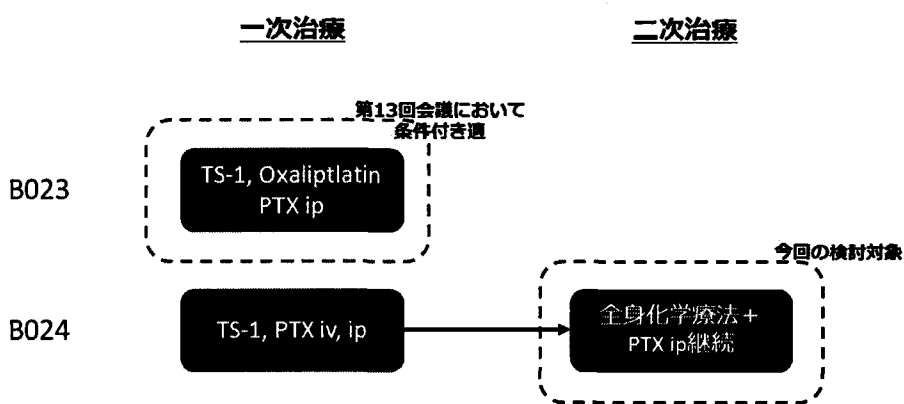 一次治療
二次治療
第13回会議において
条件付き適
B023
TS-1, Oxaliptlatin
PTX ip
今回の検討対象
B024
TS-1, PTX iv, ip
全身化学療法+
PTX ip継続